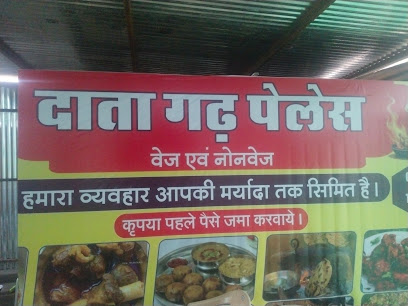 दाता गढ़ पेलेस
वेज एवं नोनवेज
हमारा व्यवहार आपकी मर्यादा तक सिमित है।
कृपया पहले पैसे जमा करवाये।